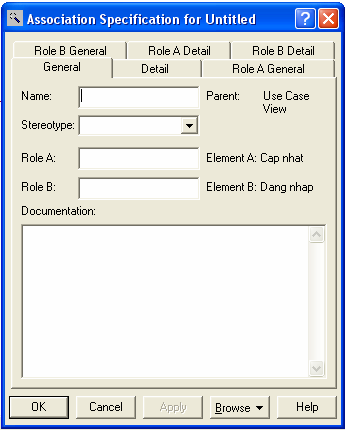 Association Specification for Untitled
Role B General Role A Detail Role B Detail
General Detail Role A General
Name: Parent: Use Case
View
Stereotype:
Role A: Element A: Cap nhat
Role B: Element B: Dang nhap
Documentation:
OK Cancel Apply Browse Help